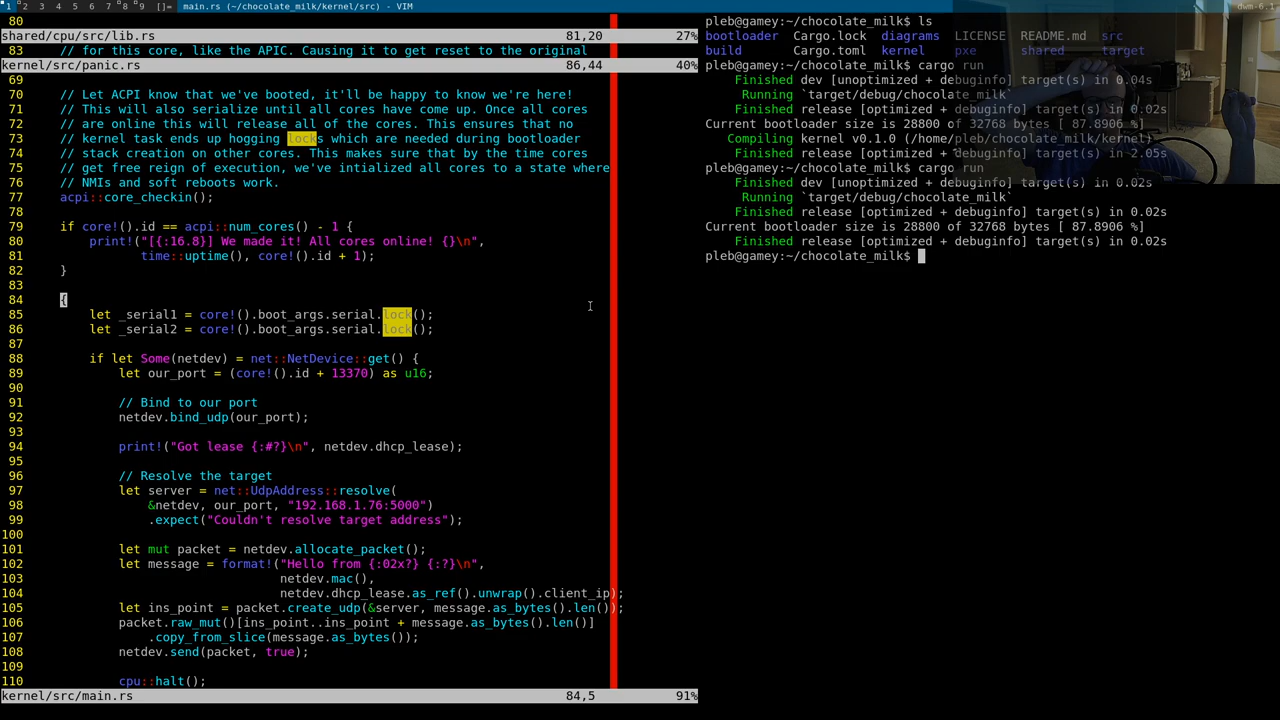 1 2 3 4 5 6 7 8 9 []= main.rs (~/chocolate_milk/kernel/src) - VIM dwm-6.1
80
shared/cpu/src/lib.rs 81,20 27%
83 // for this core, like the APIC. Causing it to get reset to the original
kernel/src/panic.rs 86,44 40%
69
70 // Let ACPI know that we've booted, it'll be happy to know we're here!
71 // This will also serialize until all cores have come up. Once all cores
72 // are online this will release all of the cores. This ensures that no
73 // kernel task ends up hogging locks which are needed during bootloader
74 // stack creation on other cores. This makes sure that by the time cores
75 // get free reign of execution, we've intialized all cores to a state where
76 // NMIs and soft reboots work.
77 acpi::core_checkin();
78
79 if core!().id == acpi::num_cores() - 1 {
80 print!("[{:16.8}] We made it! All cores online! {}\n",
81 time::uptime(), core!().id + 1);
82 }
83
84 {
85 let _serial1 = core!().boot_args.serial.lock();
86 let _serial2 = core!().boot_args.serial.lock();
87
88 if let Some(netdev) = net::NetDevice::get() {
89 let our_port = (core!().id + 13370) as u16;
90
91 // Bind to our port
92 netdev.bind_udp(our_port);
93
94 print!("Got lease {:#?}\n", netdev.dhcp_lease);
95
96 // Resolve the target
97 let server = net::UdpAddress::resolve(
98 &netdev, our_port, "192.168.1.76:5000")
99 .expect("Couldn't resolve target address");
100
101 let mut packet = netdev.allocate_packet();
102 let message = format!("Hello from {:02x?} {:?}\n",
103 netdev.mac(),
104 netdev.dhcp_lease.as_ref().unwrap().client_ip);
105 let ins_point = packet.create_udp(&server, message.as_bytes().len());
106 packet.raw_mut()[ins_point..ins_point + message.as_bytes().len()]
107 .copy_from_slice(message.as_bytes());
108 netdev.send(packet, true);
109
110 cpu::halt();
kernel/src/main.rs 84,5 91%
pleb@gamey:~/chocolate_milk$ ls
bootloader Cargo.lock diagrams LICENSE README.md src
build Cargo.toml kernel pxe shared target
pleb@gamey:~/chocolate_milk$ cargo run
Finished dev [unoptimized + debuginfo] target(s) in 0.04s
Running `target/debug/chocolate_milk`
Finished release [optimized + debuginfo] target(s) in 0.02s
Current bootloader size is 28800 of 32768 bytes [ 87.8906 %]
Compiling kernel v0.1.0 (/home/pleb/chocolate_milk/kernel)
Finished release [optimized + debuginfo] target(s) in 2.05s
pleb@gamey:~/chocolate_milk$ cargo run
Finished dev [unoptimized + debuginfo] target(s) in 0.02s
Running `target/debug/chocolate_milk`
Finished release [optimized + debuginfo] target(s) in 0.02s
Current bootloader size is 28800 of 32768 bytes [ 87.8906 %]
Finished release [optimized + debuginfo] target(s) in 0.02s
pleb@gamey:~/chocolate_milk$